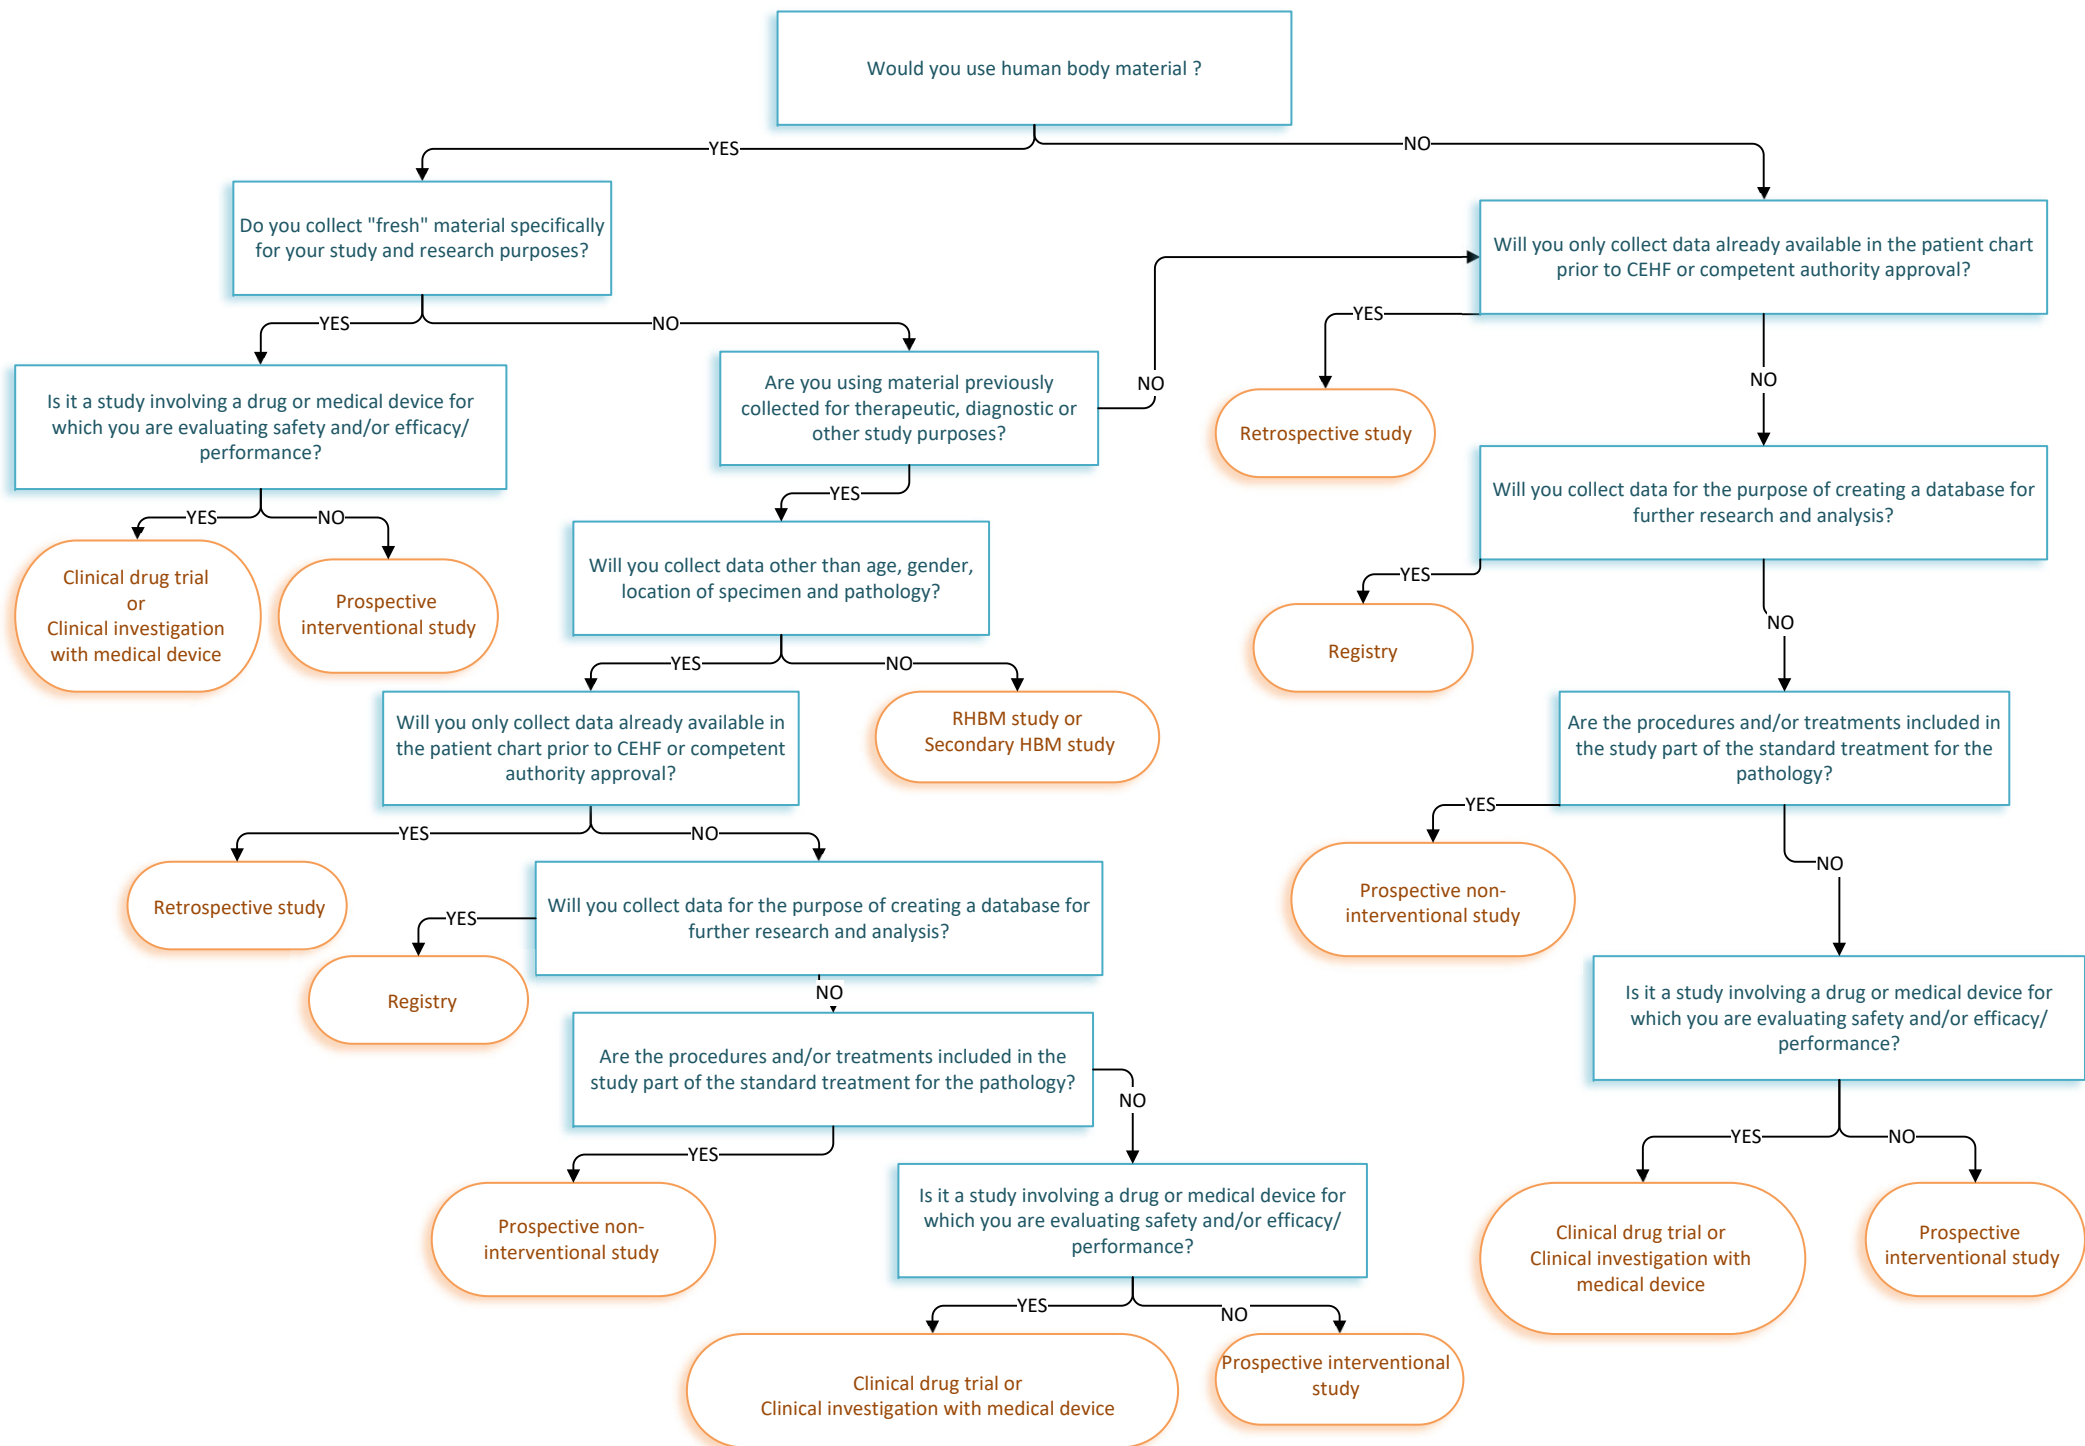 Would you use human body material ?
YES
NO
Do you collect "fresh" material specifically
for your study and research purposes?
Will you only collect data already available in the patient chart
prior to CEHF or competent authority approval?
YES
NO
YES
NO
NO
Is it a study involving a drug or medical device for
which you are evaluating safety and/or efficacy/
performance?
Are you using material previously
collected for therapeutic, diagnostic or
other study purposes?
Retrospective study
YES
NO
YES
Will you collect data for the purpose of creating a database for
further research and analysis?
Clinical drug trial
or
Clinical investigation
with medical device
Prospective
interventional study
Will you collect data other than age, gender,
location of specimen and pathology?
YES
NO
Registry
YES
NO
Will you only collect data already available in
the patient chart prior to CEHF or competent
authority approval?
RHBM study or
Secondary HBM study
Are the procedures and/or treatments included in
the study part of the standard treatment for the
pathology?
YES
NO
YES
NO
Retrospective study
Will you collect data for the purpose of creating a database for
further research and analysis?
Prospective non-
interventional study
YES
NO
Registry
Is it a study involving a drug or medical device for
which you are evaluating safety and/or efficacy/
performance?
Are the procedures and/or treatments included in the
study part of the standard treatment for the pathology?
NO
YES
YES
NO
Prospective non-
interventional study
Is it a study involving a drug or medical device for
which you are evaluating safety and/or efficacy/
performance?
Clinical drug trial or
Clinical investigation with
medical device
Prospective
interventional study
YES
NO
Clinical drug trial or
Clinical investigation with medical device
Prospective interventional
study